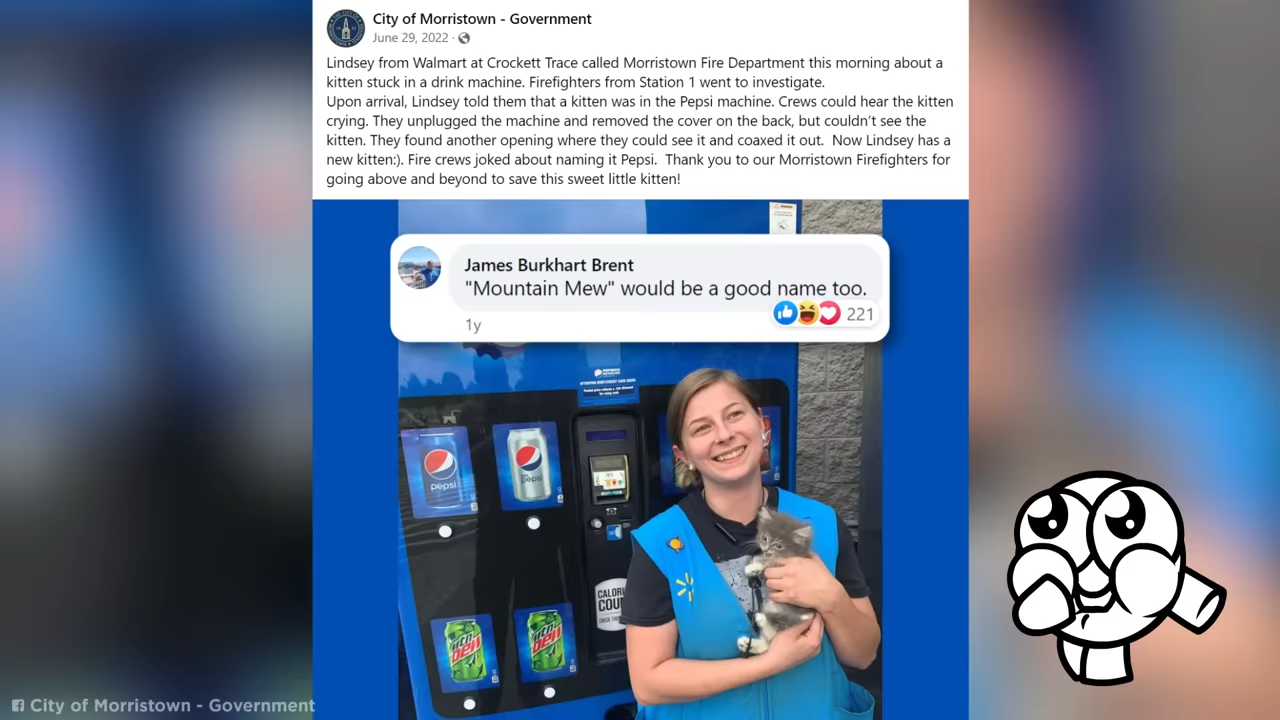 City of Morristown - Government
June 29, 2022 ·
Lindsey from Walmart at Crockett Trace called Morristown Fire Department this morning about a
kitten stuck in a drink machine. Firefighters from Station 1 went to investigate.
Upon arrival, Lindsey told them that a kitten was in the Pepsi machine. Crews could hear the kitten
crying. They unplugged the machine and removed the cover on the back, but couldn't see the
kitten. They found another opening where they could see it and coaxed it out.  Now Lindsey has a
new kitten:). Fire crews joked about naming it Pepsi.  Thank you to our Morristown Firefighters for
going above and beyond to save this sweet little kitten!
James Burkhart Brent
"Mountain Mew" would be a good name too.
221
1y
pepsi
pepsi
mtn
dew
mtn
dew
City of Morristown - Government